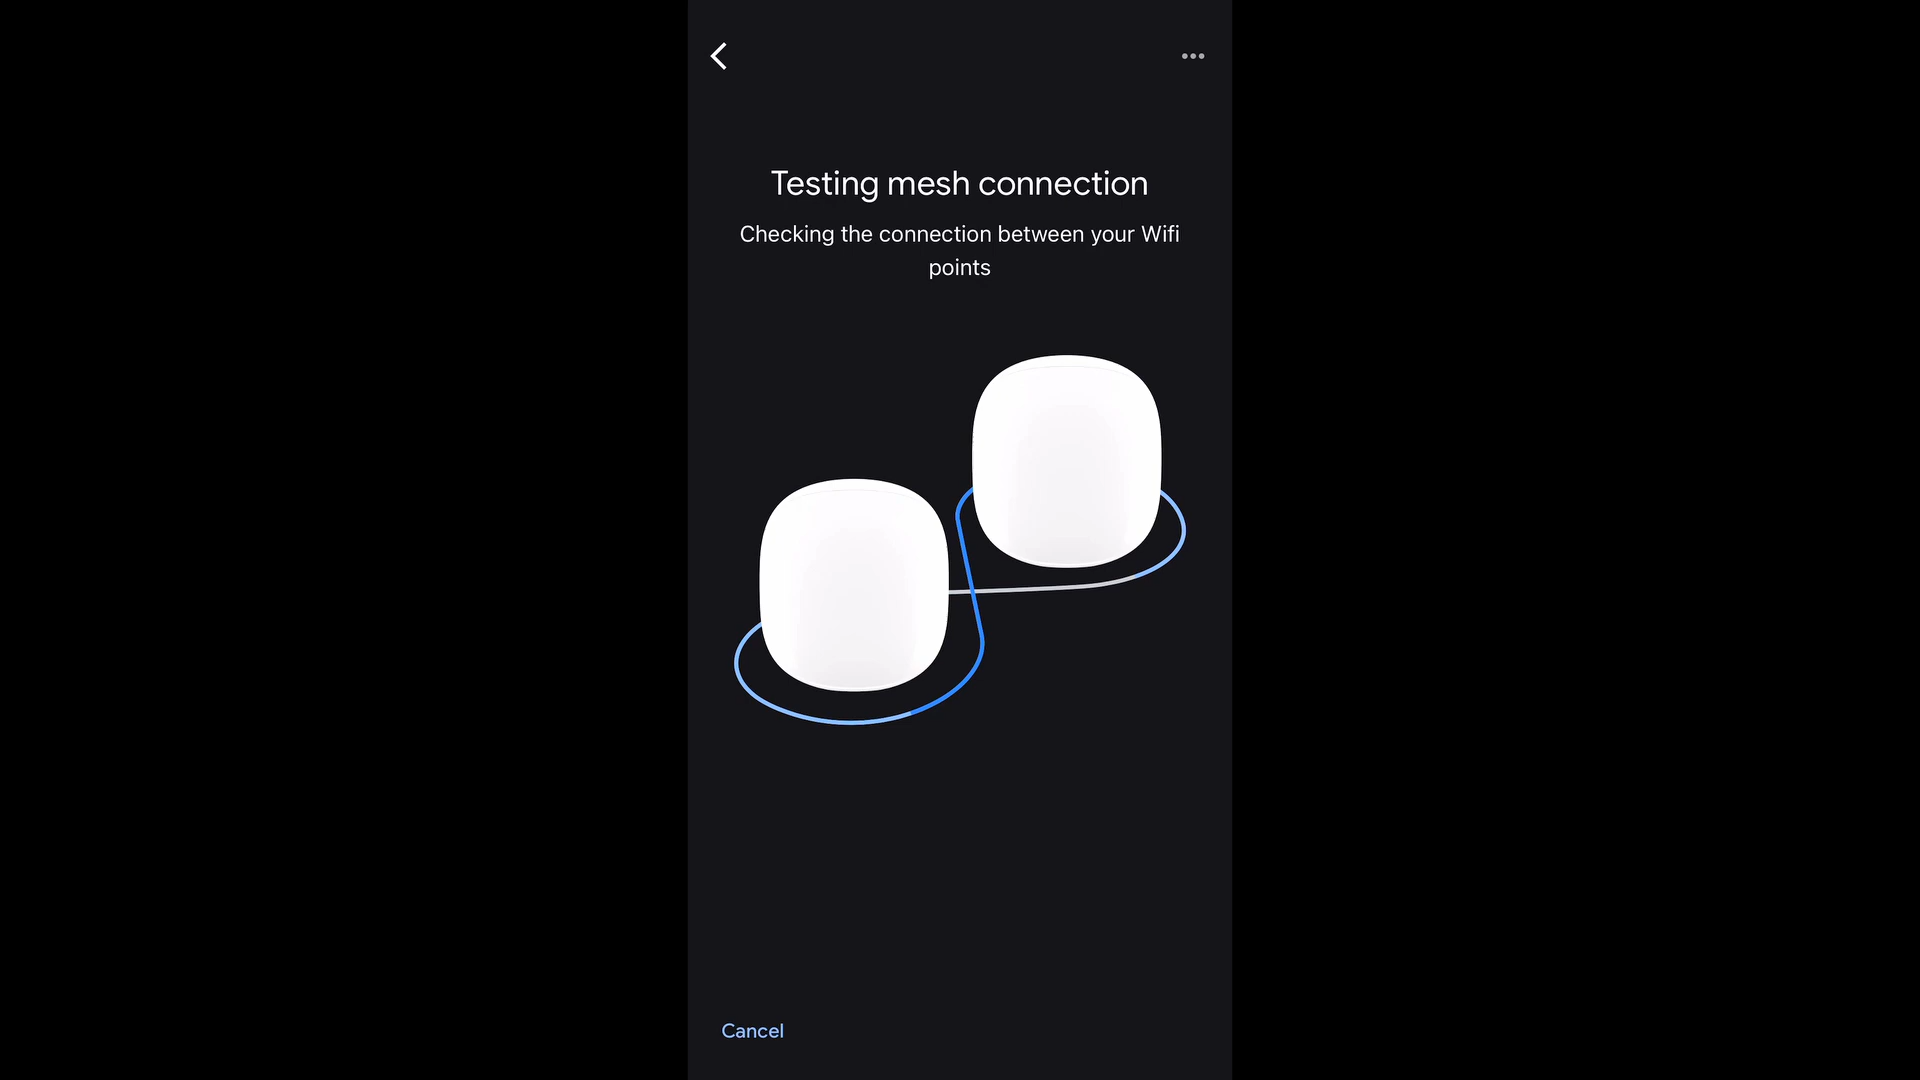 Testing mesh connection
Checking the connection between your Wifi
points
Cancel